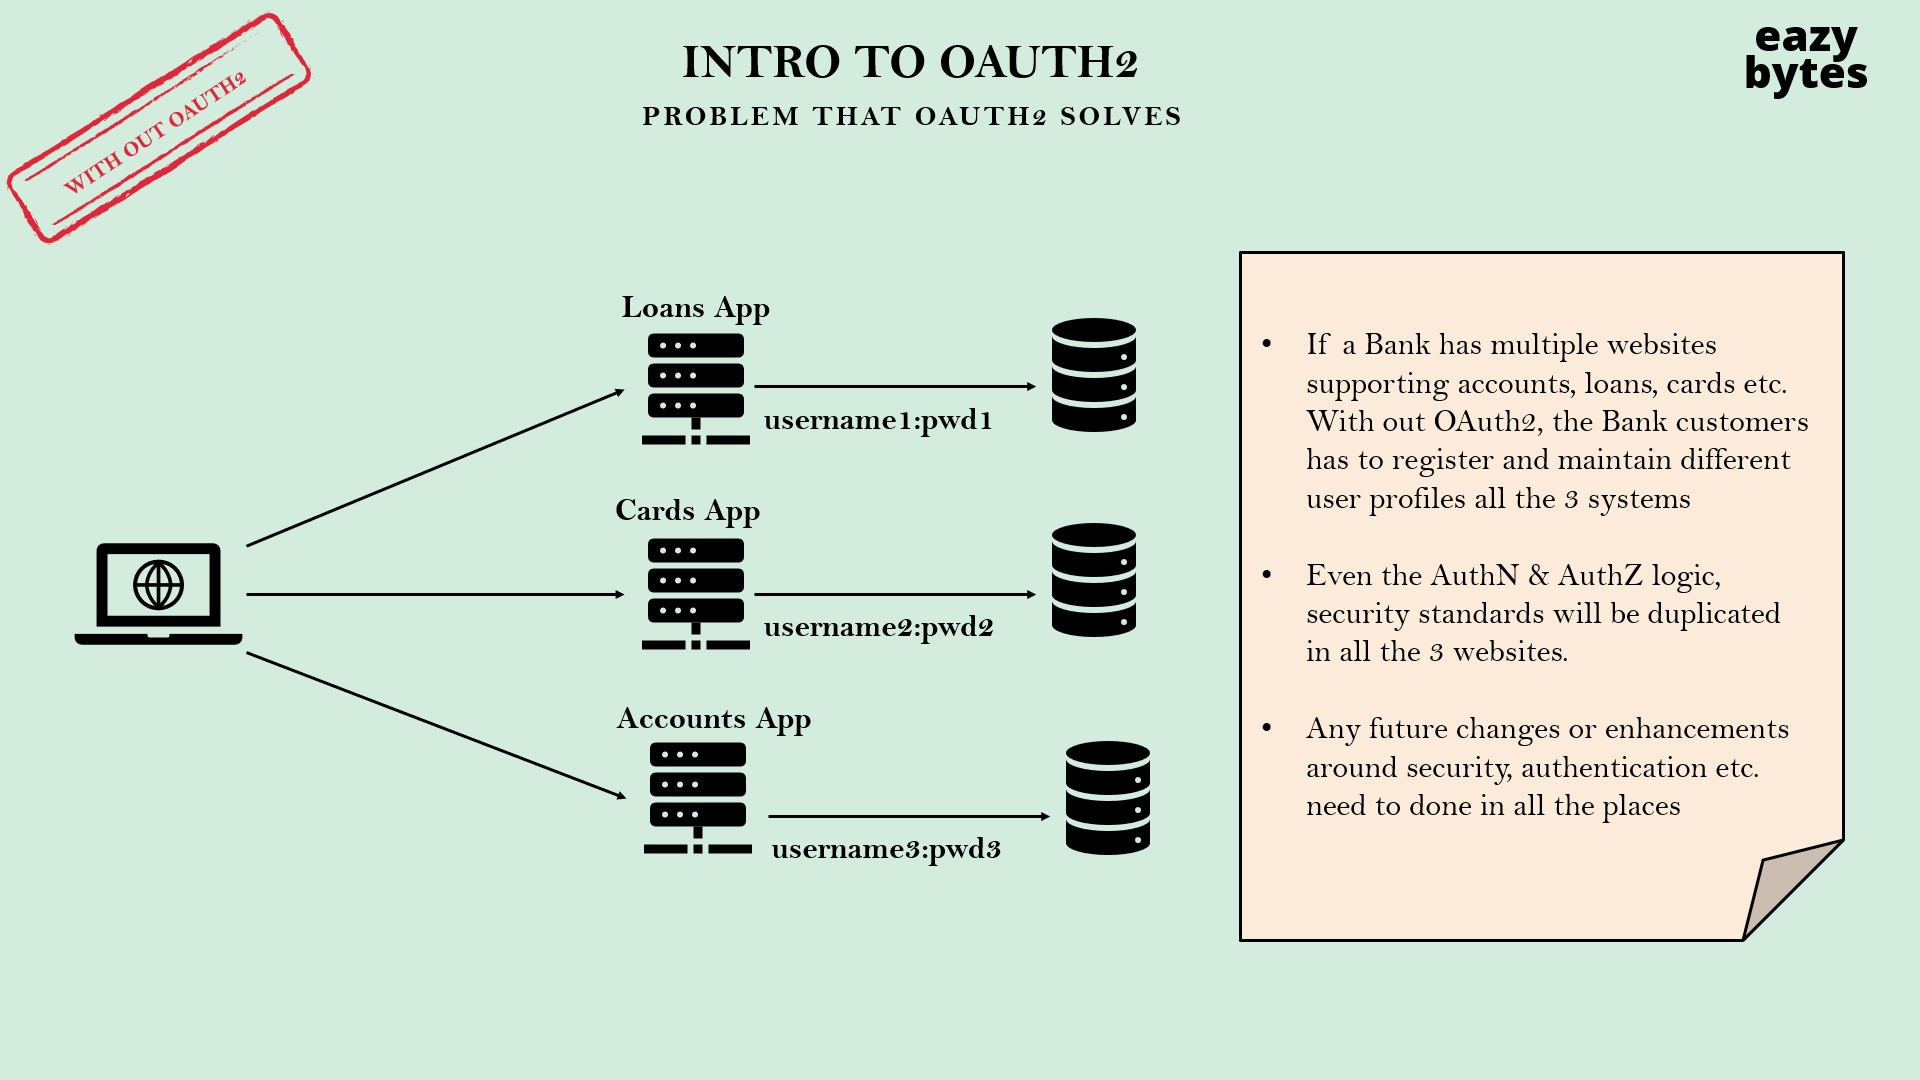 WITH OUT OAUTH2
INTRO TO OAUTH2
PROBLEM THAT OAUTH2 SOLVES
eazy
bytes
Loans App
username1:pwd1
Cards App
username2:pwd2
Accounts App
username3:pwd3
• If a Bank has multiple websites
supporting accounts, loans, cards etc.
With out OAuth2, the Bank customers
has to register and maintain different
user profiles all the 3 systems
• Even the AuthN & AuthZ logic,
security standards will be duplicated
in all the 3 websites.
• Any future changes or enhancements
around security, authentication etc.
need to done in all the places